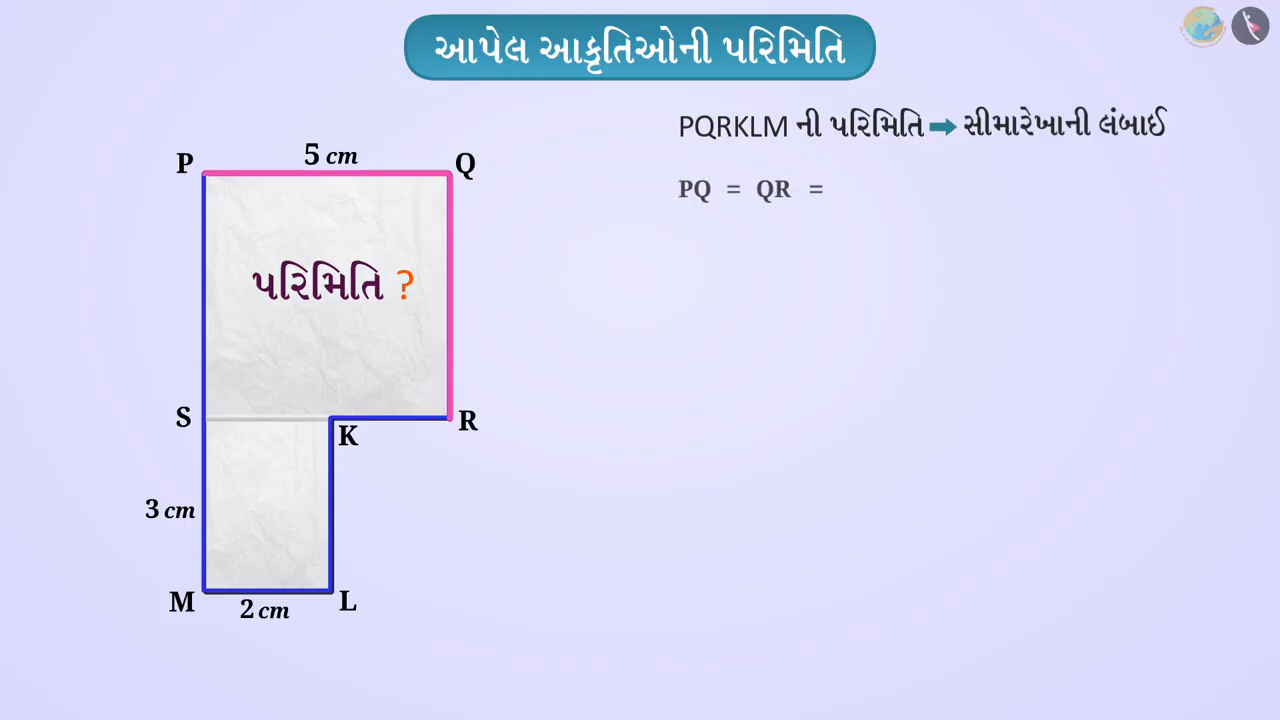 આપેલ આકૃતિઓની પરિમિતિ
PQRKLM ની પરિમિતિ ➡ સીમારેખાની લંબાઈ
PQ = QR =
5 cm
P
Q
પરિમિતિ ?
S
K
R
3 cm
M
2 cm
L